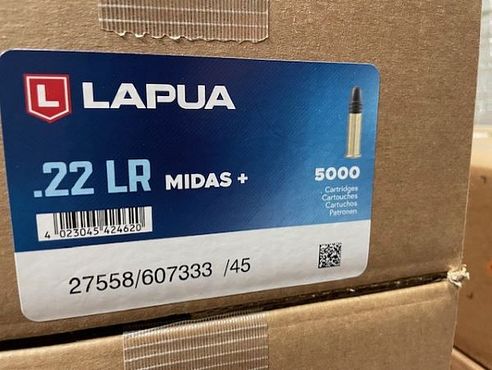 L LAPUA
.22 LR MIDAS +
5000
Cartridges
Cartouches
Cartuchos
Patronen
4 023045 424620
27558/607333 /45